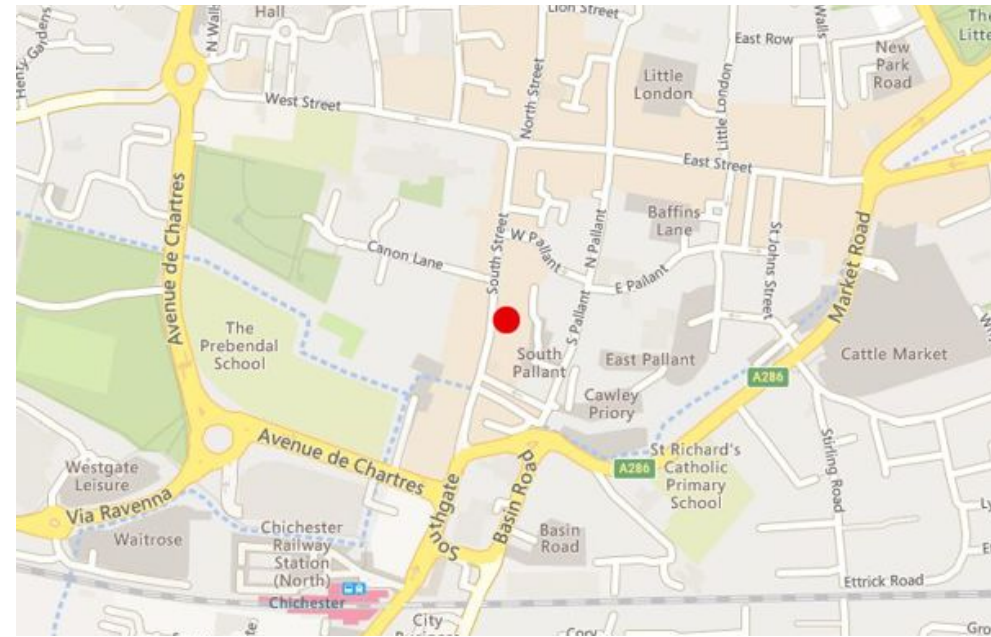 Henty Gardens
N Walls
Hall
Lion Street
East Row
Walls
The
Litte
New
Park
Road
Little
London
Little London
North Street
West Street
East Street
Avenue de Chartres
South Street
Canon Lane
W Pallant
N Pallant
Baffins
Lane
St Johns Street
Market Road
E Pallant
S Pallant
The
Prebendal
School
South
Pallant
East Pallant
Cattle Market
A286
Cawley
Priory
Avenue de Chartres
Southgate
Basin Road
A286
St Richard's
Catholic
Primary
School
Stirling Road
Westgate
Leisure
Via Ravenna
Waitrose
Chichester
Railway
Station
(North)
Chichester
Basin
Road
Ettrick Road
City
Gro